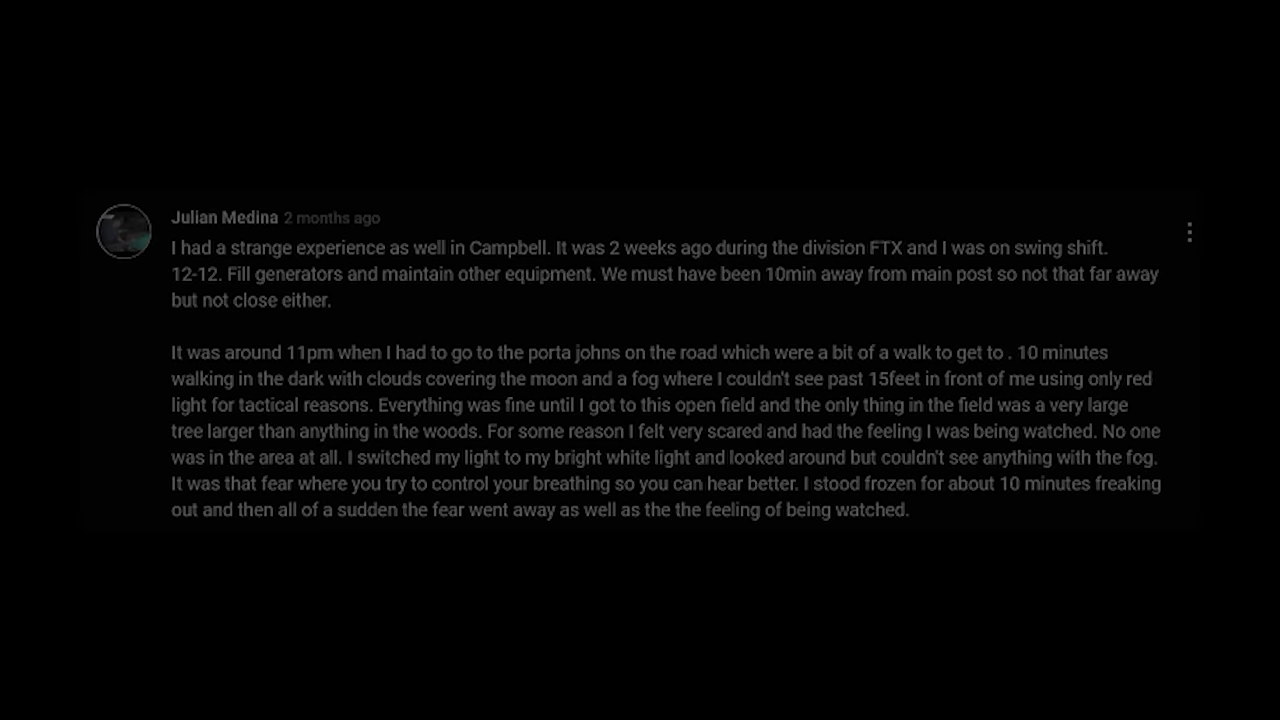 Julian Medina 2 months ago
I had a strange experience as well in Campbell. It was 2 weeks ago during the division FTX and I was on swing shift.
12-12. Fill generators and maintain other equipment. We must have been 10min away from main post so not that far away
but not close either.
It was around 11pm when I had to go to the porta johns on the road which were a bit of a walk to get to . 10 minutes
walking in the dark with clouds covering the moon and a fog where I couldn't see past 15feet in front of me using only red
light for tactical reasons. Everything was fine until I got to this open field and the only thing in the field was a very large
tree larger than anything in the woods. For some reason I felt very scared and had the feeling I was being watched. No one
was in the area at all. I switched my light to my bright white light and looked around but couldn't see anything with the fog.
It was that fear where you try to control your breathing so you can hear better. I stood frozen for about 10 minutes freaking
out and then all of a sudden the fear went away as well as the the feeling of being watched.